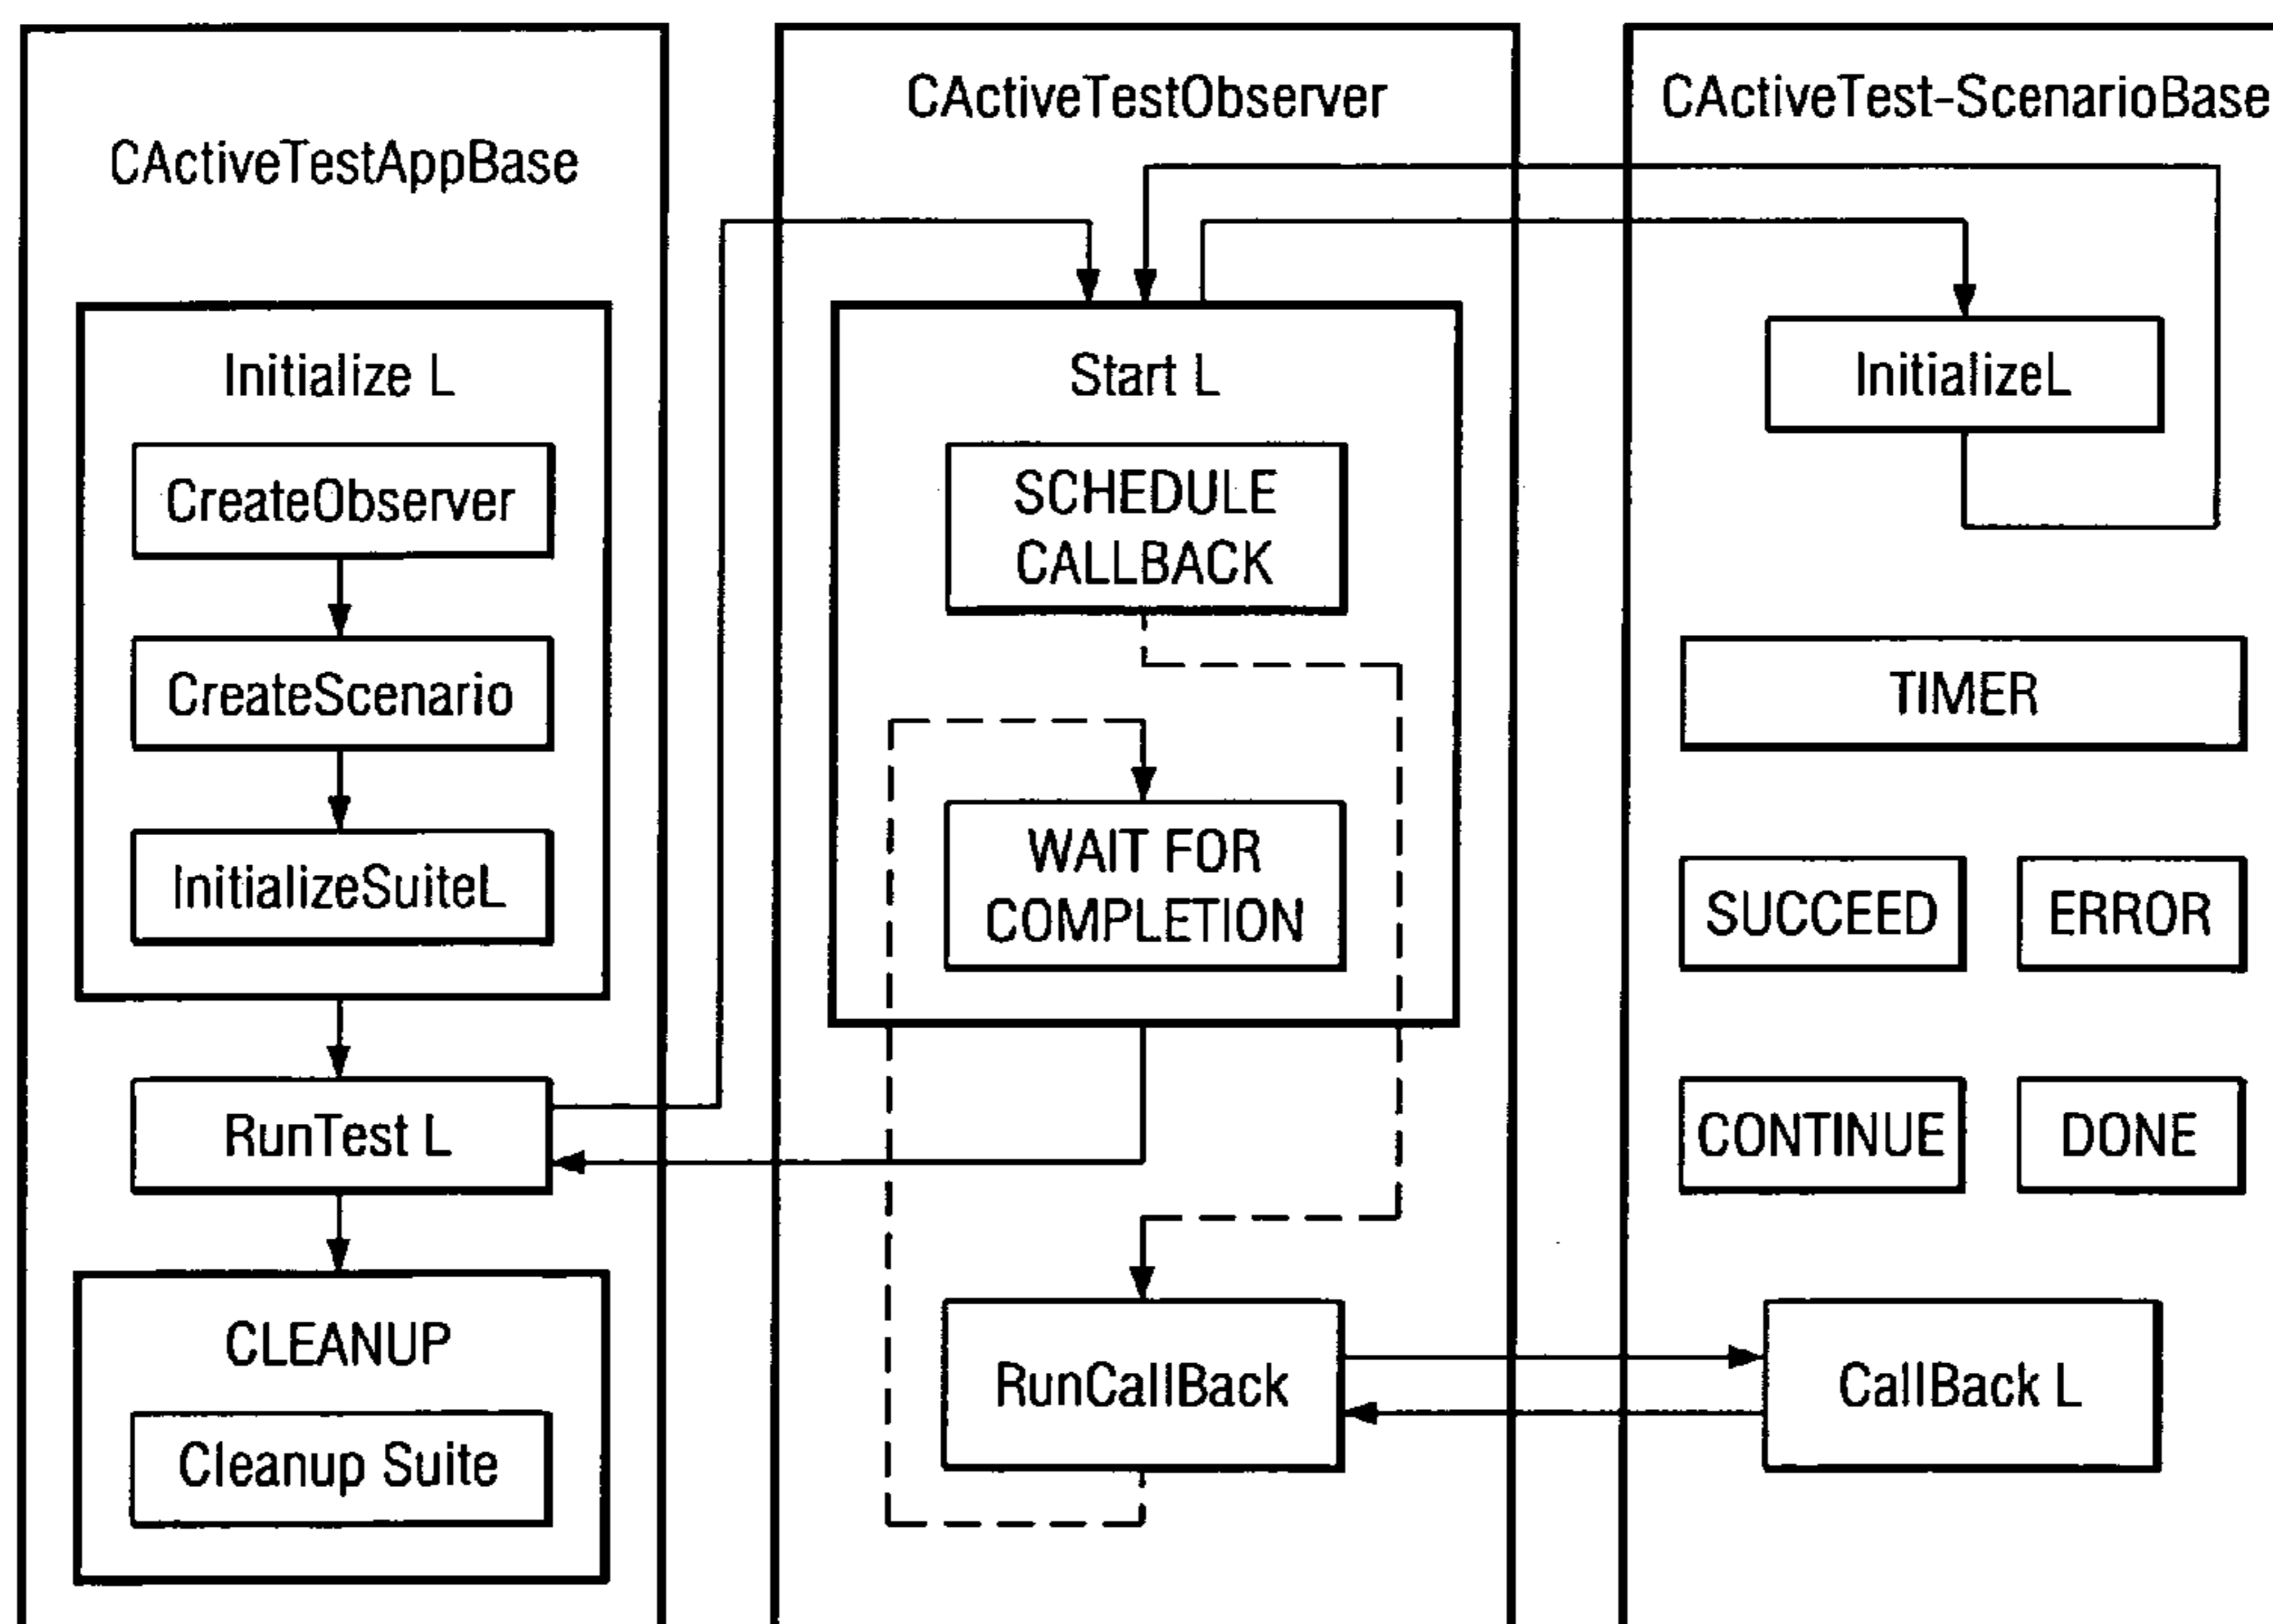 CActiveTestAppBase
Initialize L
CreateObserver
CreateScenario
InitializeSuiteL
RunTest L
CLEANUP
Cleanup Suite
CActiveTestObserver
Start L
SCHEDULE
CALLBACK
WAIT FOR
COMPLETION
RunCallBack
CActiveTest-ScenarioBase
InitializeL
TIMER
SUCCEED
ERROR
CONTINUE
DONE
CallBack L